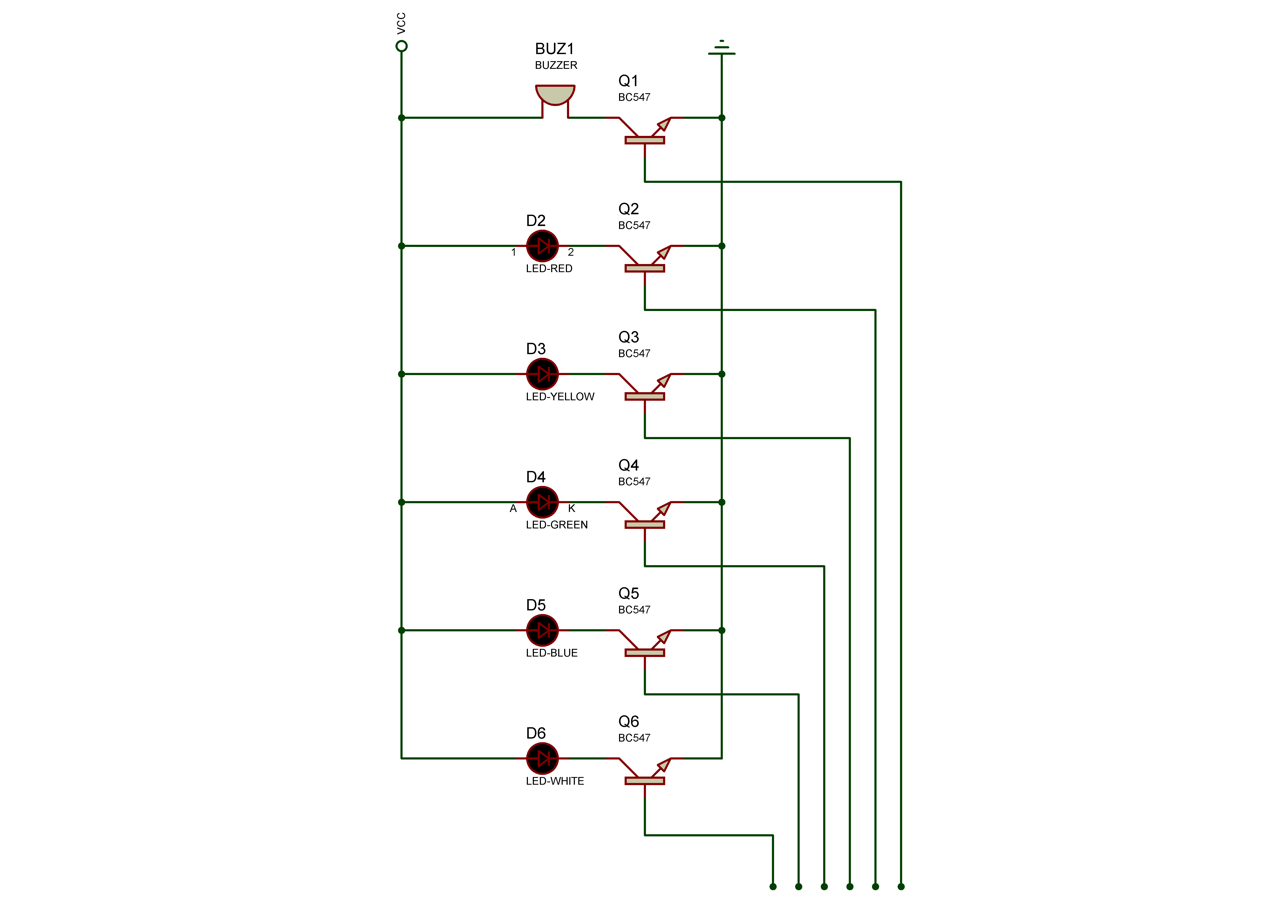 VCC
BUZ1
BUZZER
Q1
BC547
Q2
BC547
D2
1 2
LED-RED
Q3
BC547
D3
LED-YELLOW
Q4
BC547
D4
A K
LED-GREEN
Q5
BC547
D5
LED-BLUE
Q6
BC547
D6
LED-WHITE